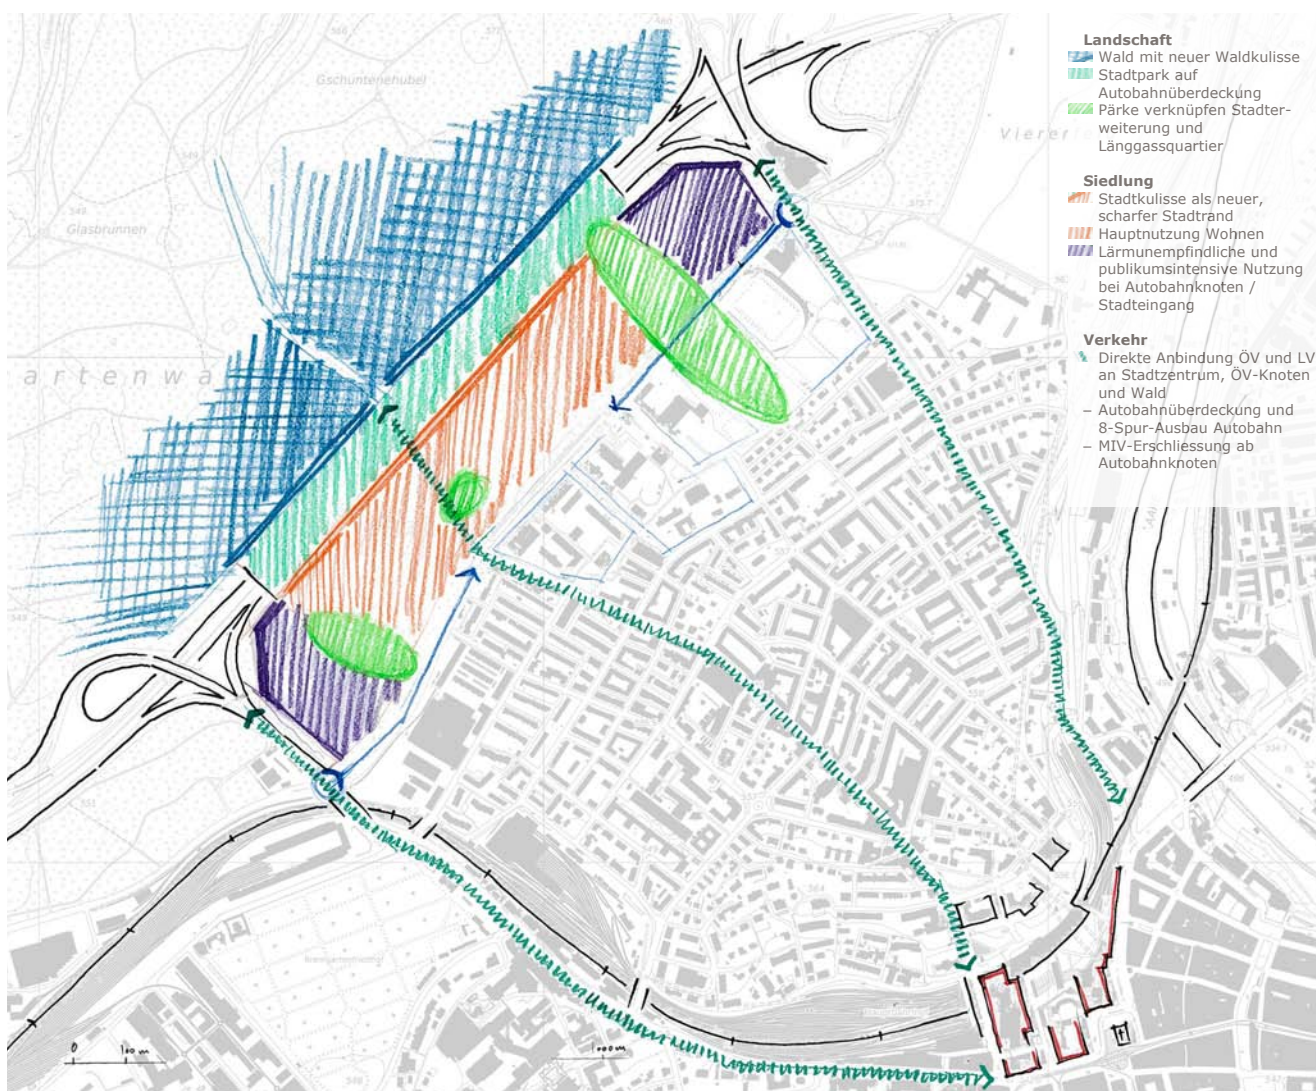 Landschaft
Wald mit neuer Waldkulisse
Stadtpark auf
Autobahnüberdeckung
Pärke verknüpfen Stadter-
weiterung und
Länggassquartier
Siedlung
Stadtkulisse als neuer,
scharfer Stadtrand
Hauptnutzung Wohnen
Lärmunempfindliche und
publikumsintensive Nutzung
bei Autobahnknoten /
Stadteingang
Verkehr
Direkte Anbindung ÖV und LV
an Stadtzentrum, ÖV-Knoten
und Wald
– Autobahnüberdeckung und
8-Spur-Ausbau Autobahn
– MIV-Erschliessung ab
Autobahnknoten
Gschuntenehubel
Glasbrunnen
artenwa
0 100 m
1000 m